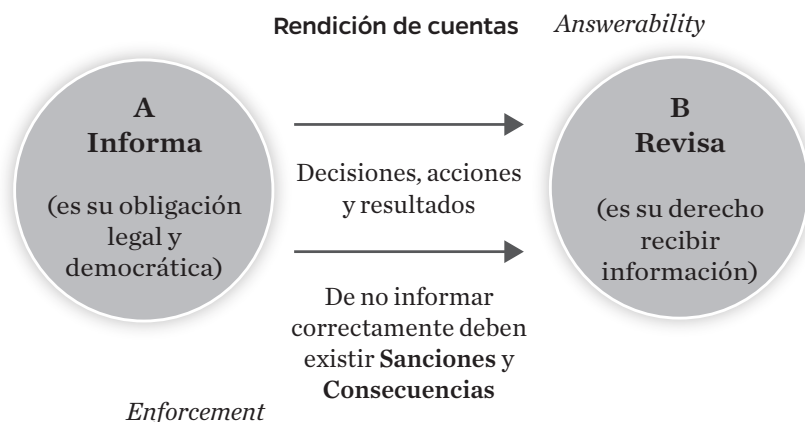 Rendición de cuentas Answerability
A
Informa
(es su obligación
legal y
democrática)
Decisiones, acciones
y resultados
De no informar
correctamente deben
existir Sanciones y
Consecuencias
B
Revisa
(es su derecho
recibir
información)
Enforcement